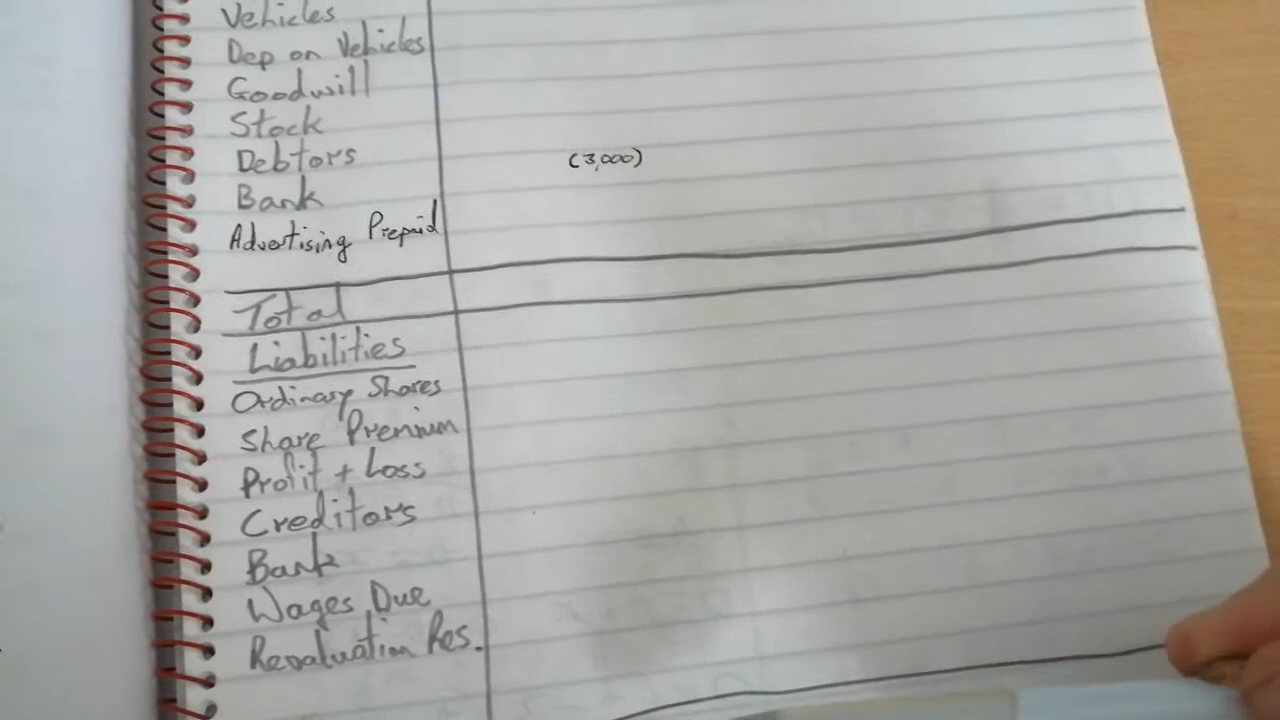 Vehicles
Dep on Vehicles
Goodwill
Stock
Debtors (3,000)
Bank
Advertising Prepaid
Total
Liabilities
Ordinary Shares
Share Premium
Profit + Loss
Creditors
Bank
Wages Due
Revaluation Res.